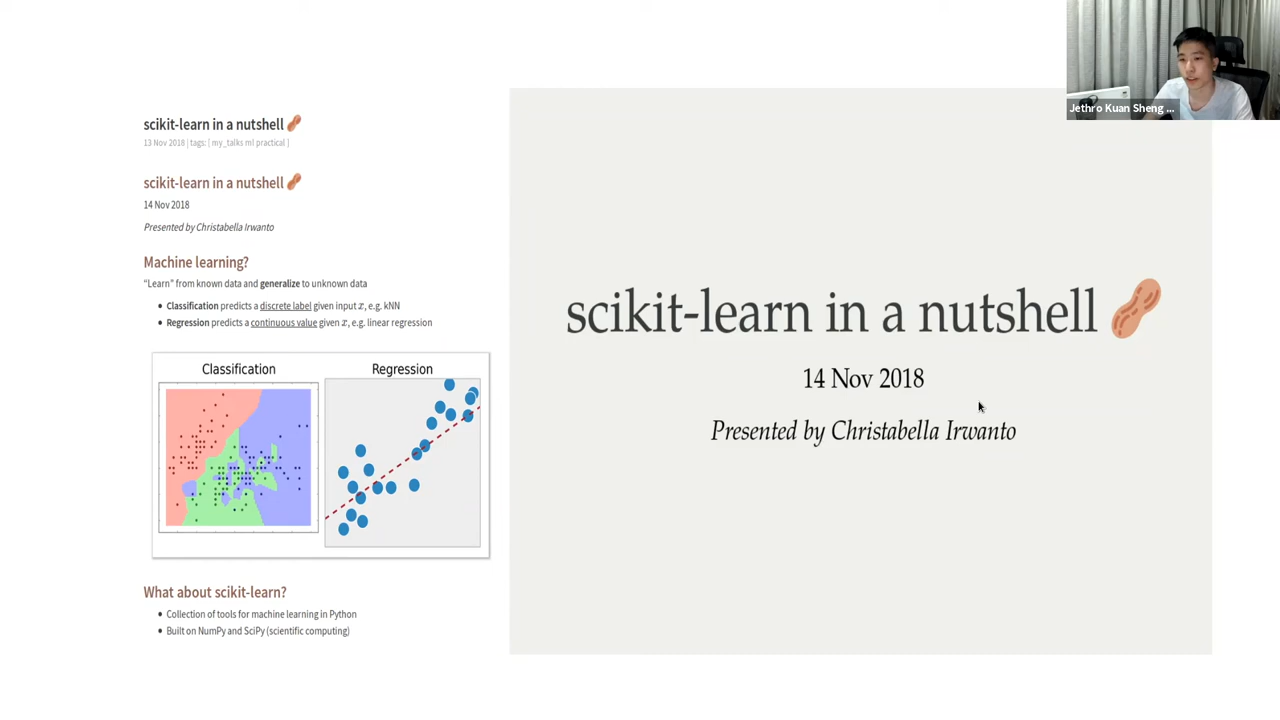 scikit-learn in a nutshell 🥜
13 Nov 2018 | tags: [ my_talks ml practical ]
scikit-learn in a nutshell 🥜
14 Nov 2018
Presented by Christabella Irwanto
Machine learning?
“Learn” from known data and generalize to unknown data
• Classification predicts a discrete label given input x, e.g. kNN
• Regression predicts a continuous value given x, e.g. linear regression
Classification
Regression
What about scikit-learn?
• Collection of tools for machine learning in Python
• Built on NumPy and SciPy (scientific computing)
scikit-learn in a nutshell 🥜
14 Nov 2018
Presented by Christabella Irwanto
Jethro Kuan Sheng ...